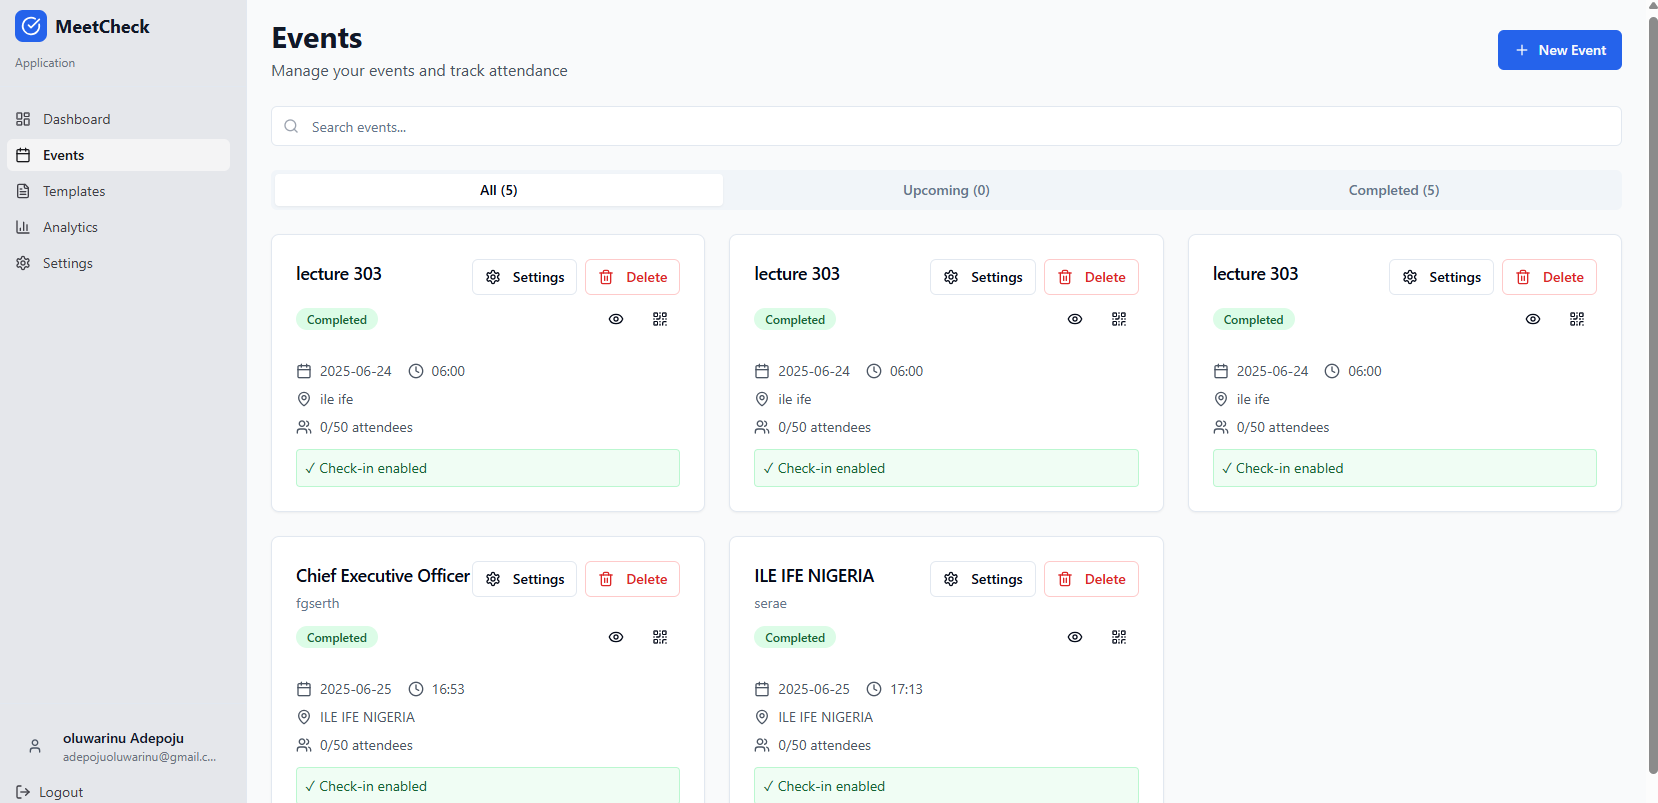 MeetCheck
Application
Dashboard
Events
Templates
Analytics
Settings
oluwarinu Adepoju
adepojuoluwarinu@gmail.c...
Logout
Events
Manage your events and track attendance
New Event
Search events...
All (5)
Upcoming (0)
Completed (5)
lecture 303
Settings
Delete
Completed
2025-06-24 06:00
ile ife
0/50 attendees
✓ Check-in enabled
lecture 303
Settings
Delete
Completed
2025-06-24 06:00
ile ife
0/50 attendees
✓ Check-in enabled
lecture 303
Settings
Delete
Completed
2025-06-24 06:00
ile ife
0/50 attendees
✓ Check-in enabled
Chief Executive Officer
Settings
Delete
fgserth
Completed
2025-06-25 16:53
ILE IFE NIGERIA
0/50 attendees
✓ Check-in enabled
ILE IFE NIGERIA
Settings
Delete
serae
Completed
2025-06-25 17:13
ILE IFE NIGERIA
0/50 attendees
✓ Check-in enabled